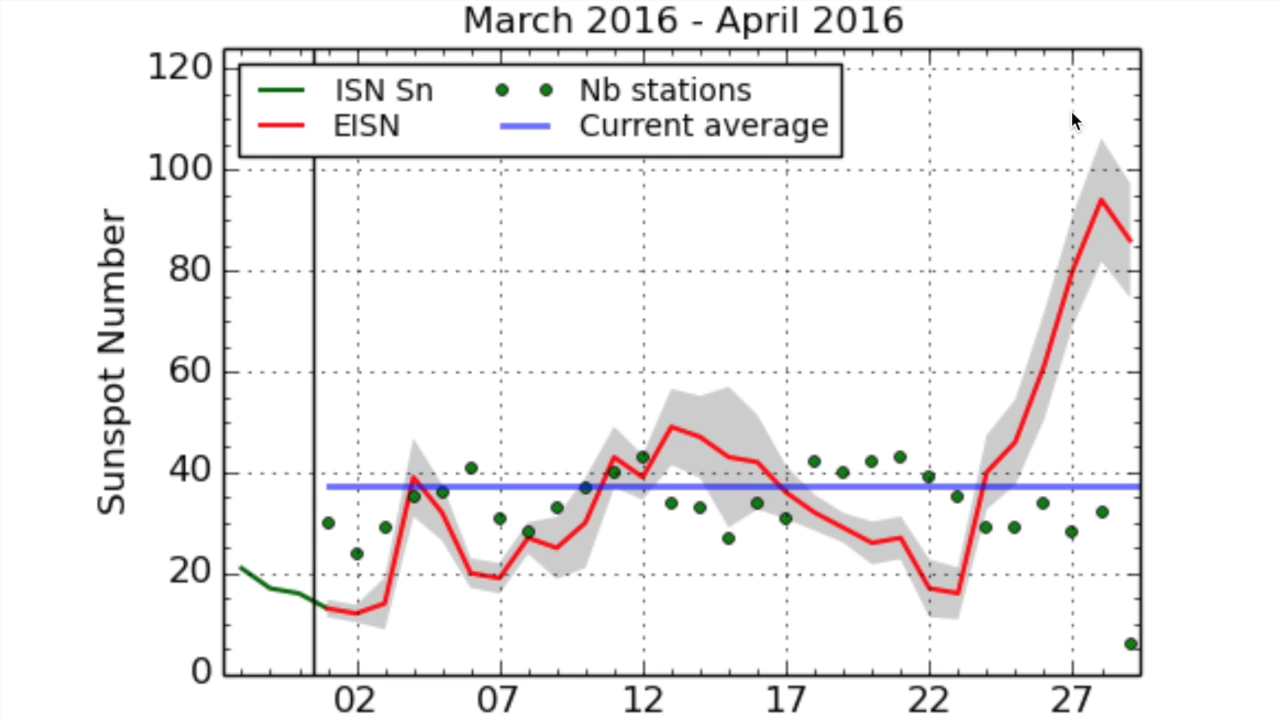 March 2016 - April 2016
ISN Sn
Nb stations
EISN
Current average
Sunspot Number
120
100
80
60
40
20
0
02 07 12 17 22 27